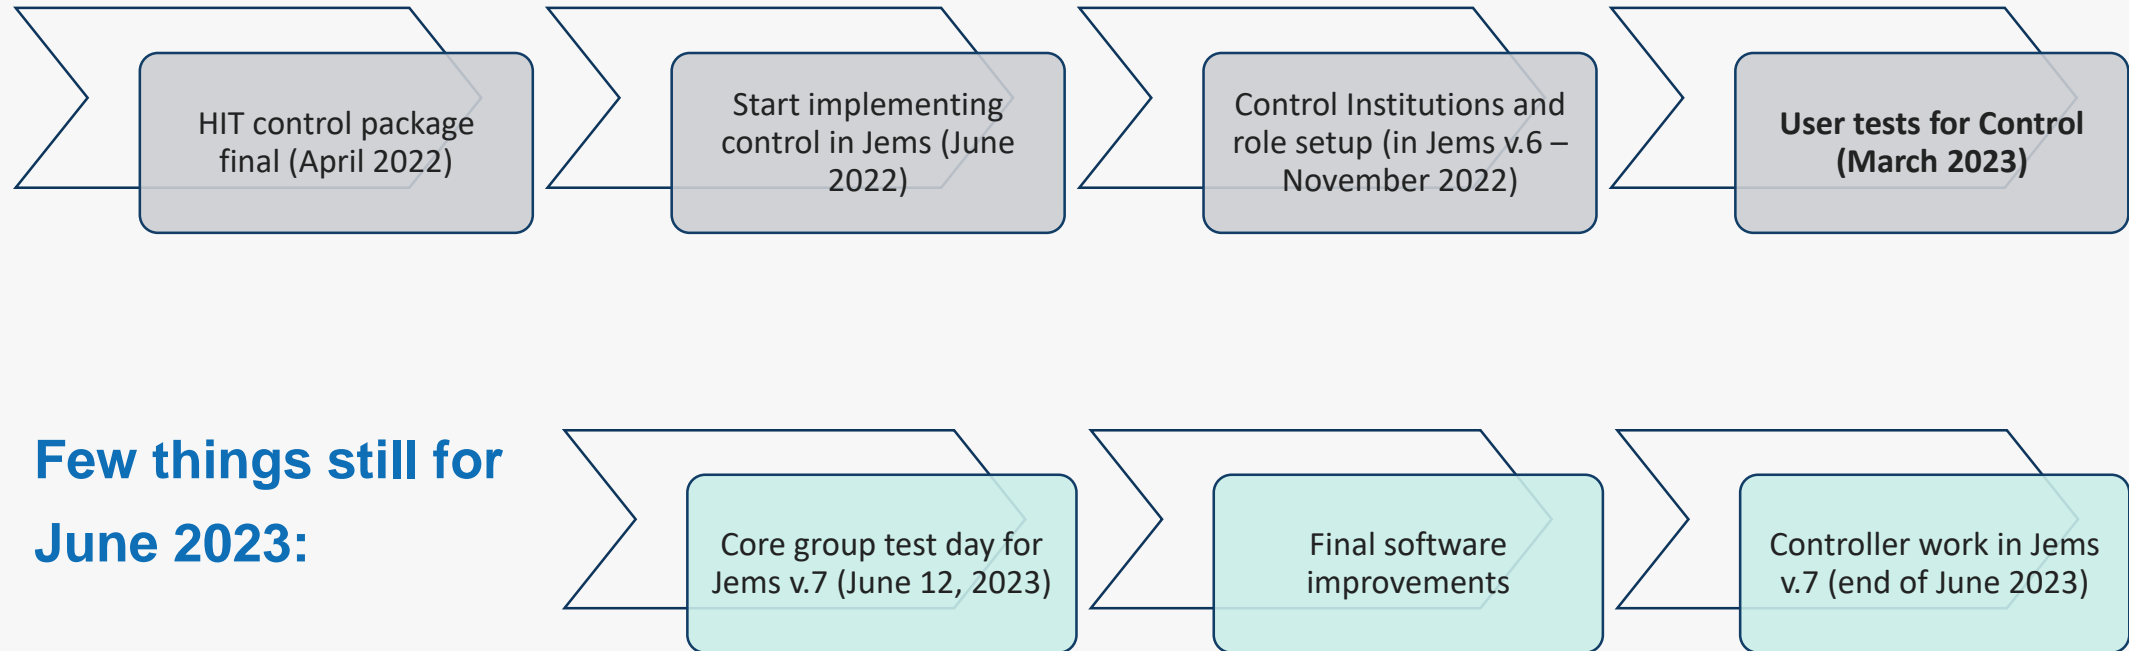 HIT control package
final (April 2022)
Start implementing
control in Jems (June
2022)
Control Institutions and
role setup (in Jems v.6 –
November 2022)
User tests for Control
(March 2023)
Few things still for
June 2023:
Core group test day for
Jems v.7 (June 12, 2023)
Final software
improvements
Controller work in Jems
v.7 (end of June 2023)